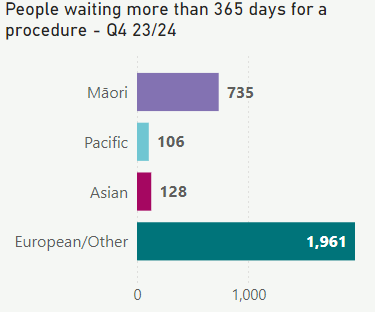 People waiting more than 365 days for a
procedure - Q4 23/24
Māori 735
Pacific 106
Asian 128
European/Other 1,961
0 1,000